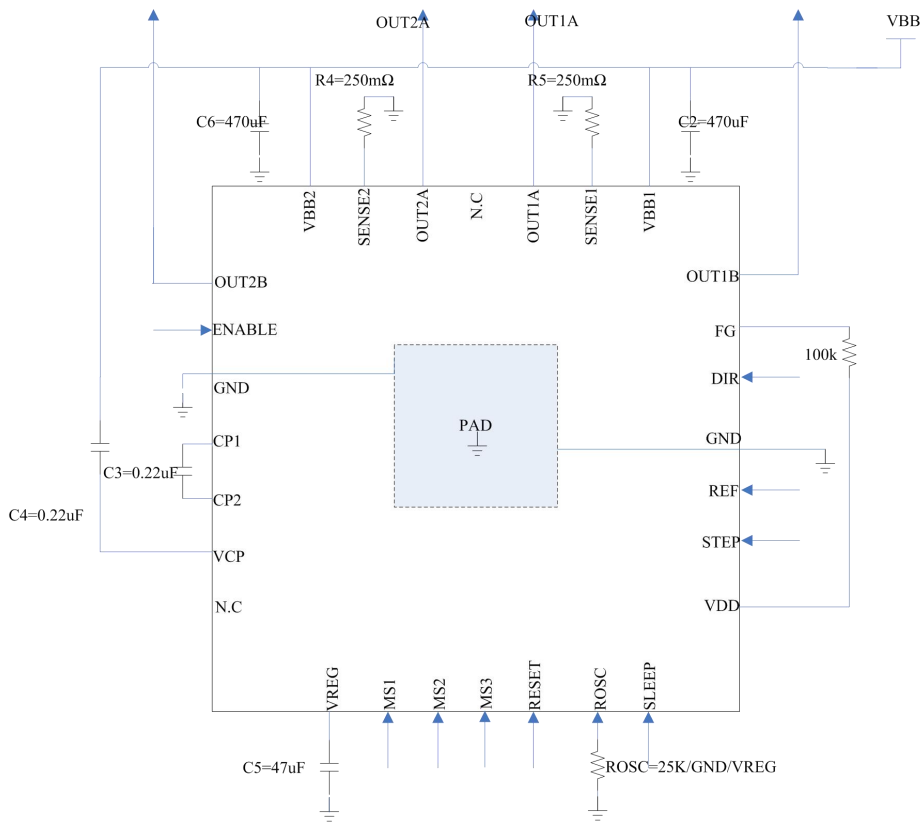 OUT2A
OUT1A
VBB
R4=250mΩ
R5=250mΩ
C6=470uF
C2=470uF
VBB2
SENSE2
OUT2A
N.C
OUT1A
SENSE1
VBB1
OUT2B
OUT1B
ENABLE
FG
100k
GND
DIR
PAD
CP1
GND
C3=0.22uF
CP2
REF
C4=0.22uF
STEP
VCP
N.C
VDD
VREG
MS1
MS2
MS3
RESET
ROSC
SLEEP
C5=47uF
ROSC=25K/GND/VREG